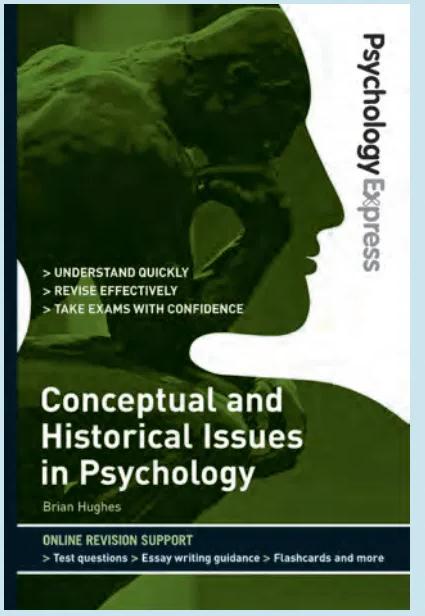 Psychology Express
> UNDERSTAND QUICKLY
> REVISE EFFECTIVELY
> TAKE EXAMS WITH CONFIDENCE
Conceptual and
Historical Issues
in Psychology
Brian Hughes
ONLINE REVISION SUPPORT
> Test questions > Essay writing guidance > Flashcards and more